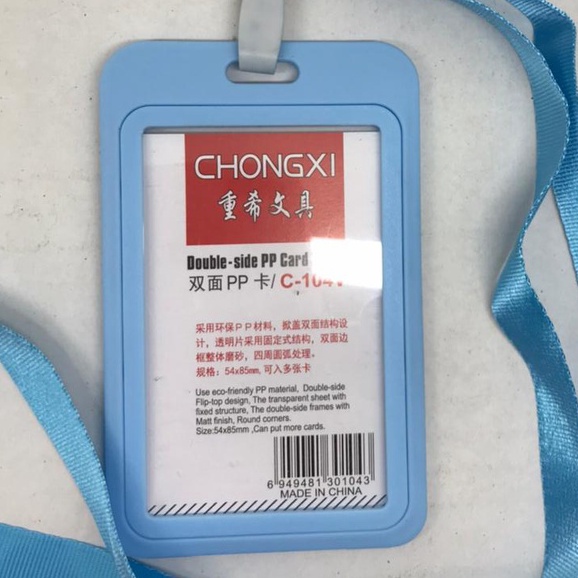 CHONGXI
重希文具
Double-side PP Card
双面PP卡/
采用环保PP材料，掀盖双面结构设
计，透明片采用固定式结构，双面边
框整体磨砂，四周圆弧处理。
规格：54x85mm,可入多张卡
Use eco-friendly PP material, Double-side
Flip-top design, The transparent sheet with
fixed structure, The double-side frames with
Matt finish, Round corners.
Size:54x85mm ,Can put more cards.
6 949481 301043
MADE IN CHINA